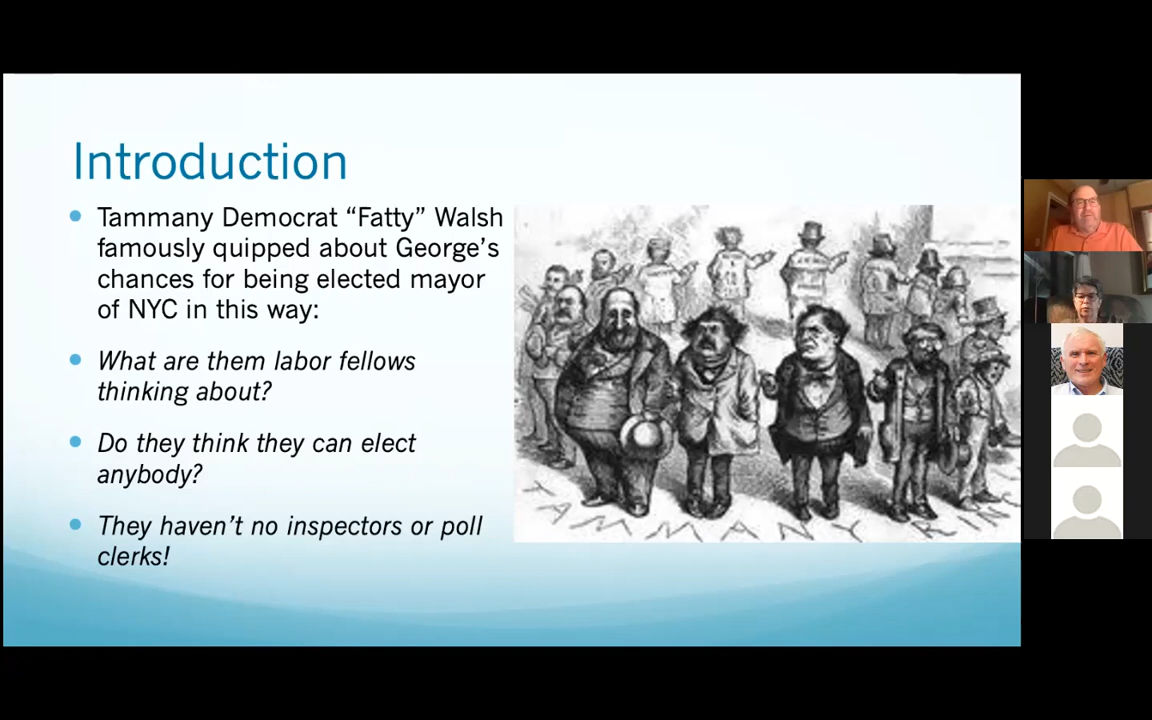 Introduction
Tammany Democrat “Fatty” Walsh
famously quipped about George’s
chances for being elected mayor
of NYC in this way:
What are them labor fellows
thinking about?
Do they think they can elect
anybody?
They haven’t no inspectors or poll
clerks!
TAMMANY RING